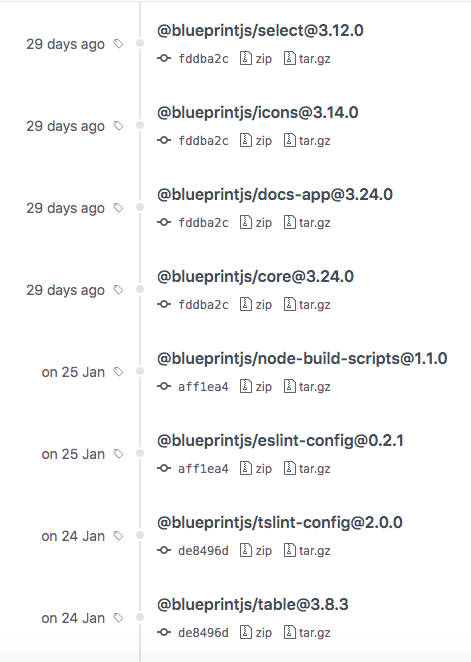 @blueprintjs/select@3.12.0
29 days ago
fddba2c zip tar.gz
@blueprintjs/icons@3.14.0
29 days ago
fddba2c zip tar.gz
@blueprintjs/docs-app@3.24.0
29 days ago
fddba2c zip tar.gz
@blueprintjs/core@3.24.0
29 days ago
fddba2c zip tar.gz
@blueprintjs/node-build-scripts@1.1.0
on 25 Jan
aff1ea4 zip tar.gz
@blueprintjs/eslint-config@0.2.1
on 25 Jan
aff1ea4 zip tar.gz
@blueprintjs/tslint-config@2.0.0
on 24 Jan
de8496d zip tar.gz
@blueprintjs/table@3.8.3
on 24 Jan
de8496d zip tar.gz